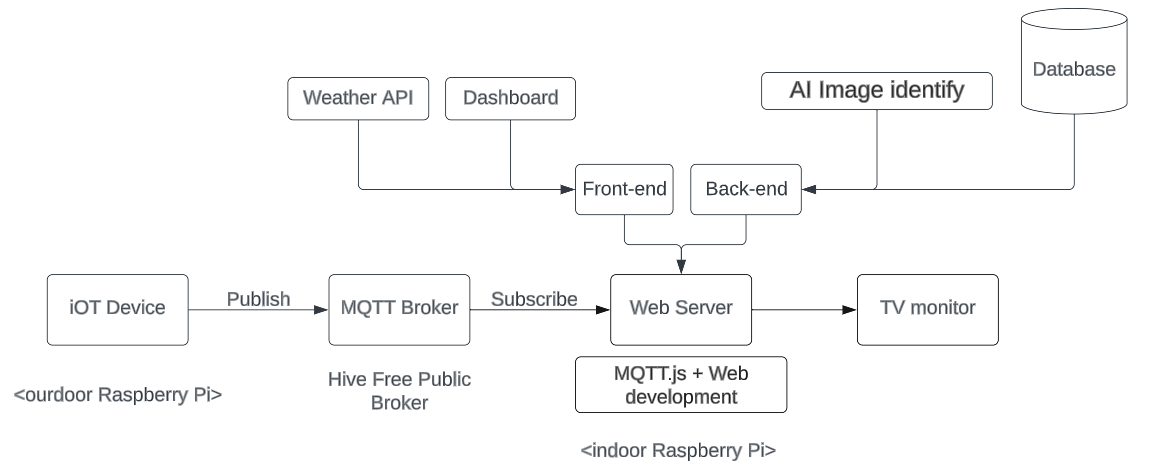 Database
AI Image identify
Weather API
Dashboard
Front-end
Back-end
iOT Device
Publish
MQTT Broker
Subscribe
Web Server
TV monitor
<ourdoor Raspberry Pi>
Hive Free Public
Broker
MQTT.js + Web
development
<indoor Raspberry Pi>